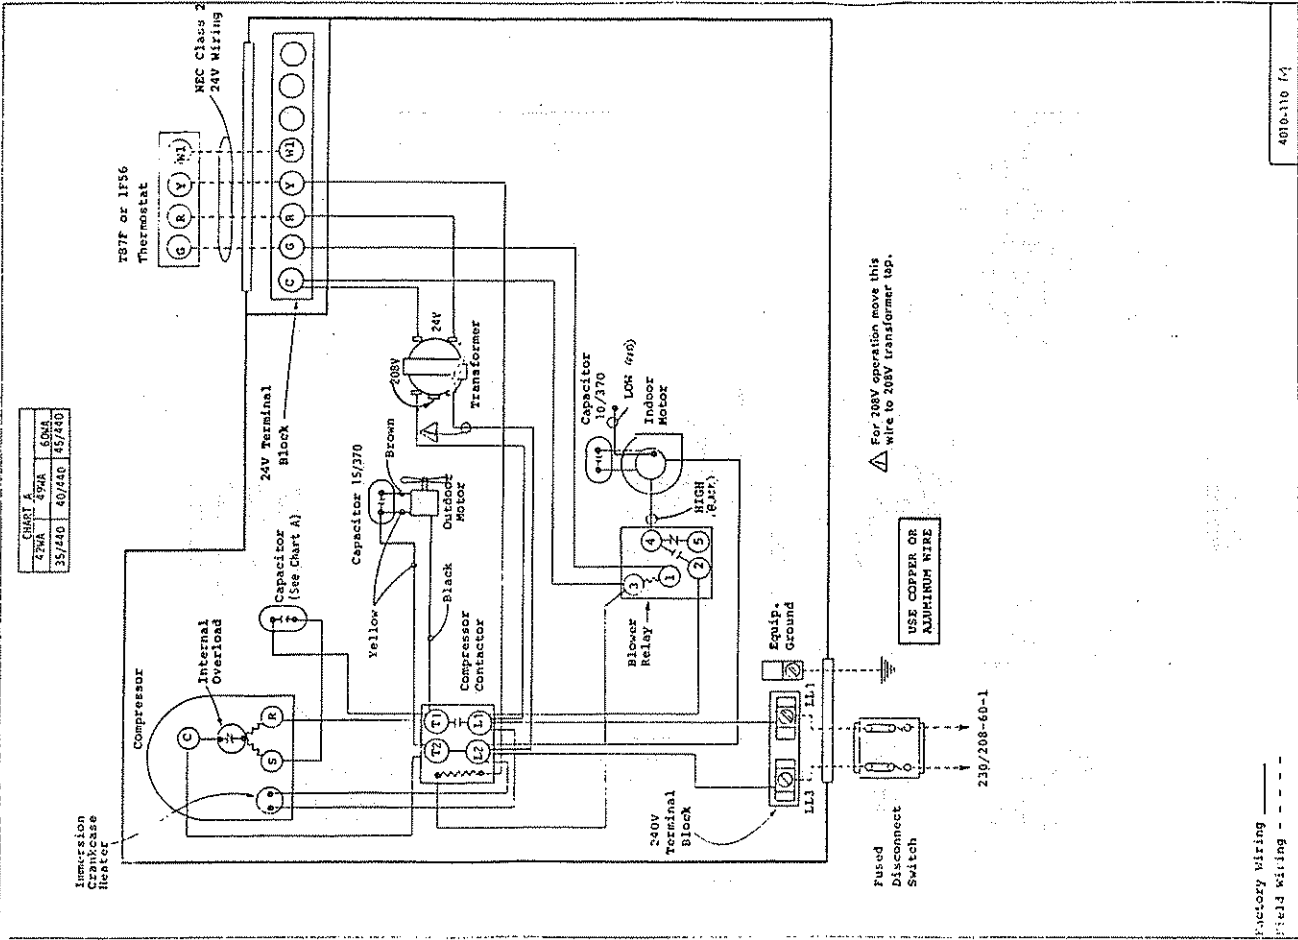 CHART A
42WA 49WA 60WA
35/440 40/440 45/440
T87F or 1F56
Thermostat
G R Y W1
NEC Class 2
24V Wiring
C G R Y W1
24V Terminal
Block
24V
208V
Transformer
Compressor
Internal
Overload
C
S R
Immersion
Crankcase
Heater
Capacitor
(See Chart A)
Capacitor 15/370
Brown
Yellow
Outdoor
Motor
Black
Compressor
Contactor
T2 T1
L2 L1
Capacitor
10/370
LOW (RED)
Indoor
Motor
HIGH
(BLACK)
Blower
Relay
3 1 4 2 5
Equip.
Ground
240V
Terminal
Block
LL3 LL1
Fused
Disconnect
Switch
230/208-60-1
USE COPPER OR
ALUMINUM WIRE
For 208V operation move this
wire to 208V transformer tap.
Factory Wiring
Field Wiring
4010-110